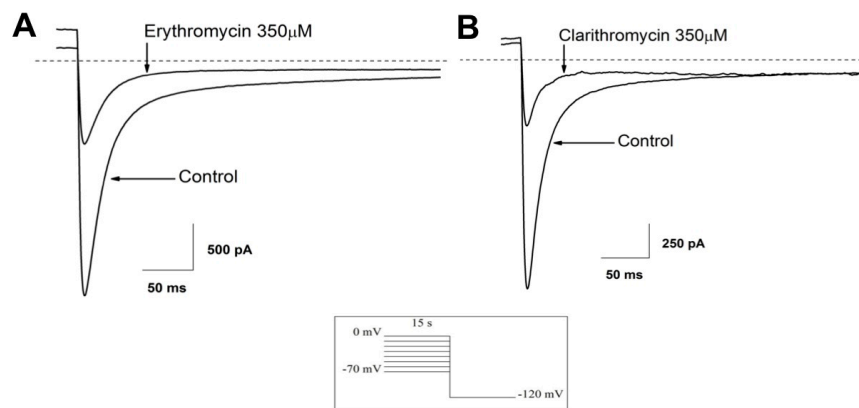 A
Erythromycin 350μM
Control
500 pA
50 ms
B
Clarithromycin 350μM
Control
250 pA
50 ms
15 s
0 mV
-70 mV
-120 mV